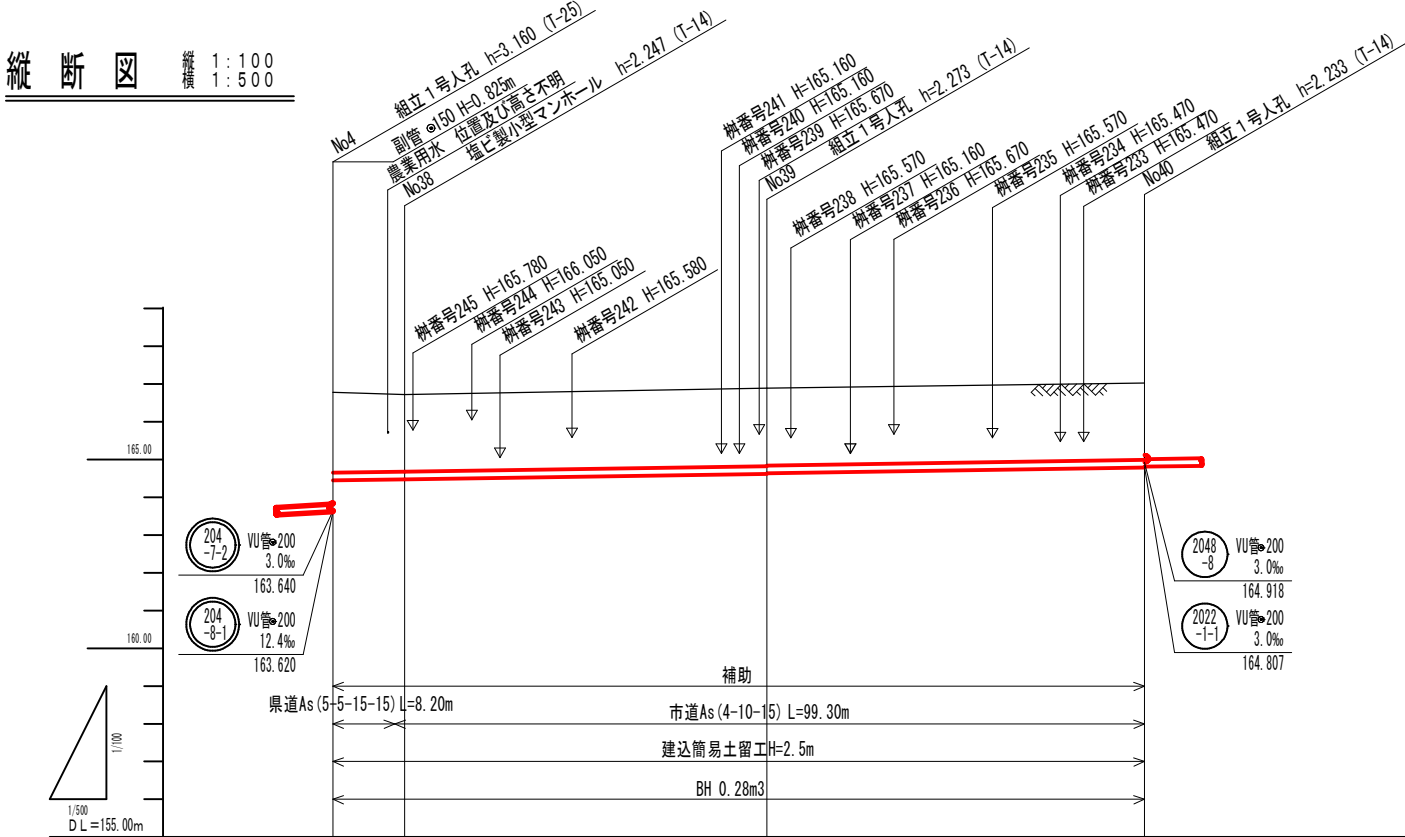 縦 断 図 縦 1:100
横 1:500
No4 組立1号人孔 h=3.160 (T-25)
副管 ⌀150 H=0.825m
農業用水 位置及び高さ不明
No38 塩ビ製小型マンホール h=2.247 (T-14)
桝番号245 H=165.780
桝番号244 H=166.050
桝番号243 H=165.050
桝番号242 H=165.580
桝番号241 H=165.160
桝番号240 H=165.160
桝番号239 H=165.670
No39 組立1号人孔 h=2.273 (T-14)
桝番号238 H=165.570
桝番号237 H=165.160
桝番号236 H=165.670
桝番号235 H=165.570
桝番号234 H=165.470
桝番号233 H=165.470
No40 組立1号人孔 h=2.233 (T-14)
165.00
160.00
204
-7-2
VU管⌀200
3.0‰
163.640
204
-8-1
VU管⌀200
12.4‰
163.620
2048
-8
VU管⌀200
3.0‰
164.918
2022
-1-1
VU管⌀200
3.0‰
164.807
補助
県道As(5-5-15-15)L=8.20m
市道As(4-10-15) L=99.30m
建込簡易土留工H=2.5m
BH 0.28m3
1/100
1/500
DL=155.00m